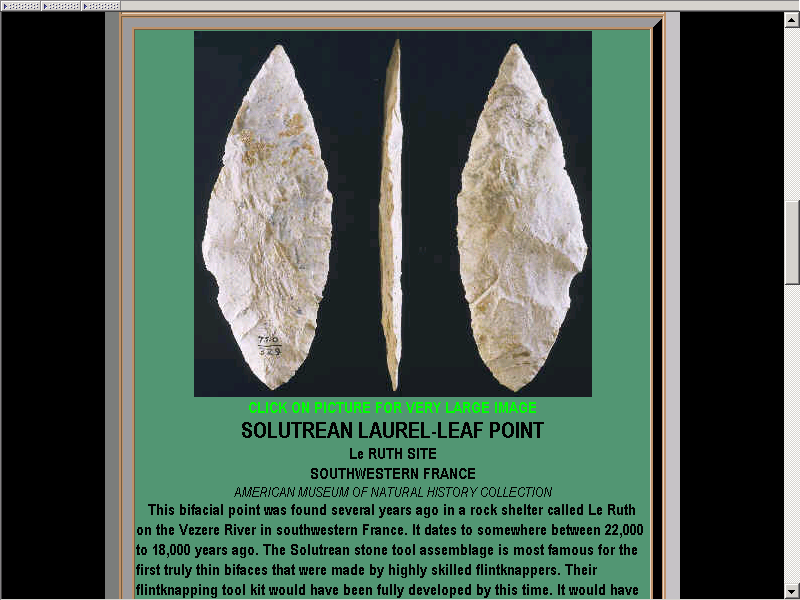 75.0
529
CLICK ON PICTURE FOR VERY LARGE IMAGE
SOLUTREAN LAUREL-LEAF POINT
Le RUTH SITE
SOUTHWESTERN FRANCE
AMERICAN MUSEUM OF NATURAL HISTORY COLLECTION
This bifacial point was found several years ago in a rock shelter called Le Ruth
on the Vezere River in southwestern France. It dates to somewhere between 22,000
to 18,000 years ago. The Solutrean stone tool assemblage is most famous for the
first truly thin bifaces that were made by highly skilled flintknappers. Their
flintknapping tool kit would have been fully developed by this time. It would have